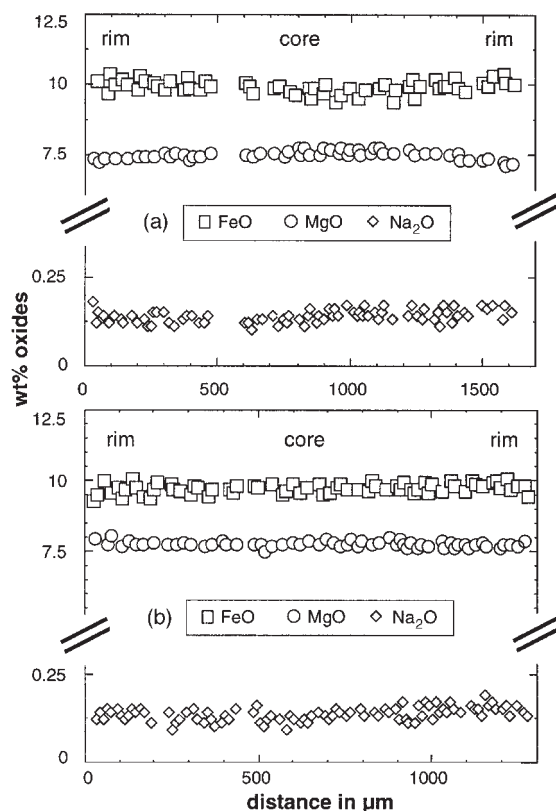 12.5
rim core rim
10
7.5
(a) FeO MgO Na₂O
0.25
0
0 500 1000 1500
wt% oxides
12.5
rim core rim
10
7.5
(b) FeO MgO Na₂O
0.25
0
0 500 1000
distance in µm